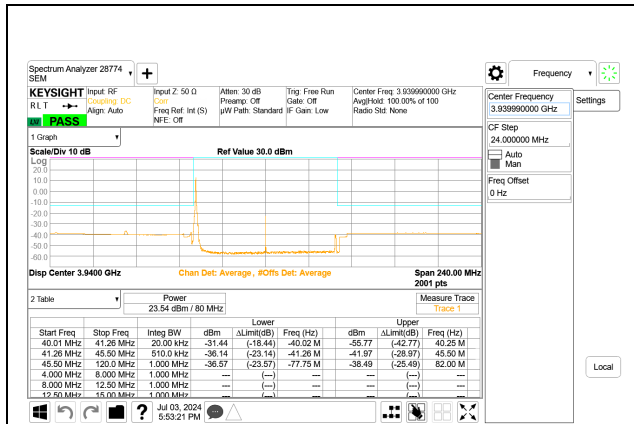 Spectrum Analyzer 28774
SEM
Frequency
KEYSIGHT
R L T
PASS
Input: RF
Coupling: DC
Align: Auto
Input Z: 50 Ω
Corr
Freq Ref: Int (S)
NFE: Off
Atten: 30 dB
Preamp: Off
µW Path: Standard
Trig: Free Run
Gate: Off
IF Gain: Low
Center Freq: 3.939990000 GHz
Avg|Hold: 100.00% of 100
Radio Std: None
Center Frequency
3.939990000 GHz
Settings
CF Step
24.000000 MHz
Auto
Man
Freq Offset
0 Hz
Local
1 Graph
Scale/Div 10 dB
Ref Value 30.0 dBm
Log
20.0
10.0
0.00
-10.0
-20.0
-30.0
-40.0
-50.0
-60.0
Disp Center 3.9400 GHz
Chan Det: Average, #Offs Det: Average
Span 240.00 MHz
2001 pts
2 Table
Power
23.54 dBm / 80 MHz
Measure Trace
Trace 1
Lower Upper
Start Freq Stop Freq Integ BW dBm ΔLimit(dB) Freq (Hz) dBm ΔLimit(dB) Freq (Hz)
40.01 MHz 41.26 MHz 20.00 kHz -31.44 (-18.44) -40.02 M -55.77 (-42.77) 40.25 M
41.26 MHz 45.50 MHz 510.0 kHz -36.14 (-23.14) -41.26 M -41.97 (-28.97) 45.50 M
45.50 MHz 120.0 MHz 1.000 MHz -36.57 (-23.57) -77.75 M -38.49 (-25.49) 82.00 M
4.000 MHz 8.000 MHz 1.000 MHz --- (---) --- (---)
8.000 MHz 12.50 MHz 1.000 MHz --- (---) --- (---)
12.50 MHz 15.00 MHz 1.000 MHz --- (---) --- (---)
Jul 03, 2024
5:53:21 PM